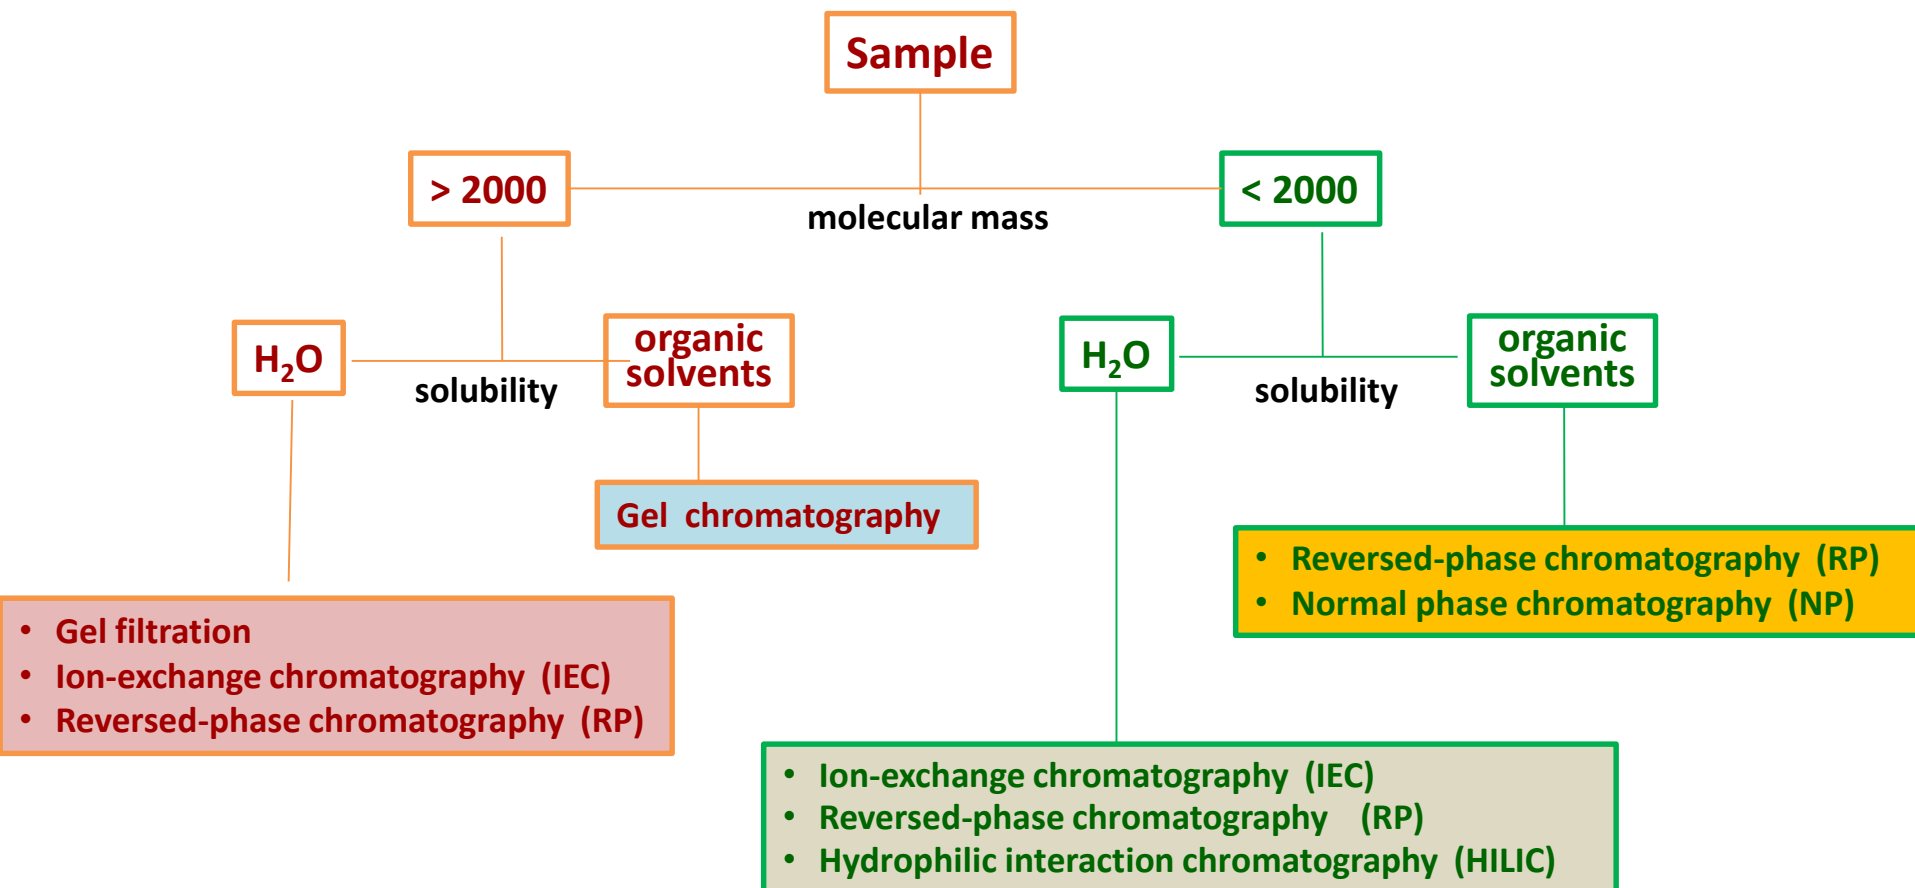 Sample
> 2000
< 2000
molecular mass
H₂O
organic
solvents
solubility
H₂O
organic
solvents
solubility
Gel chromatography
• Reversed-phase chromatography (RP)
• Normal phase chromatography (NP)
• Gel filtration
• Ion-exchange chromatography (IEC)
• Reversed-phase chromatography (RP)
• Ion-exchange chromatography (IEC)
• Reversed-phase chromatography (RP)
• Hydrophilic interaction chromatography (HILIC)